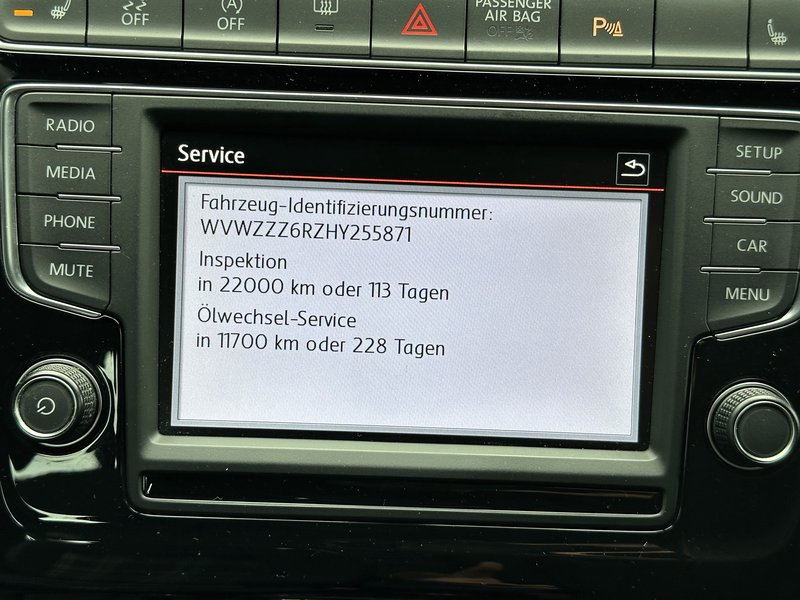 OFF
(A)
OFF
PASSENGER
AIR BAG
OFF
P
RADIO
MEDIA
PHONE
MUTE
Service
Fahrzeug-Identifizierungsnummer:
WVWZZZ6RZHY255871
Inspektion
in 22000 km oder 113 Tagen
Ölwechsel-Service
in 11700 km oder 228 Tagen
SETUP
SOUND
CAR
MENU